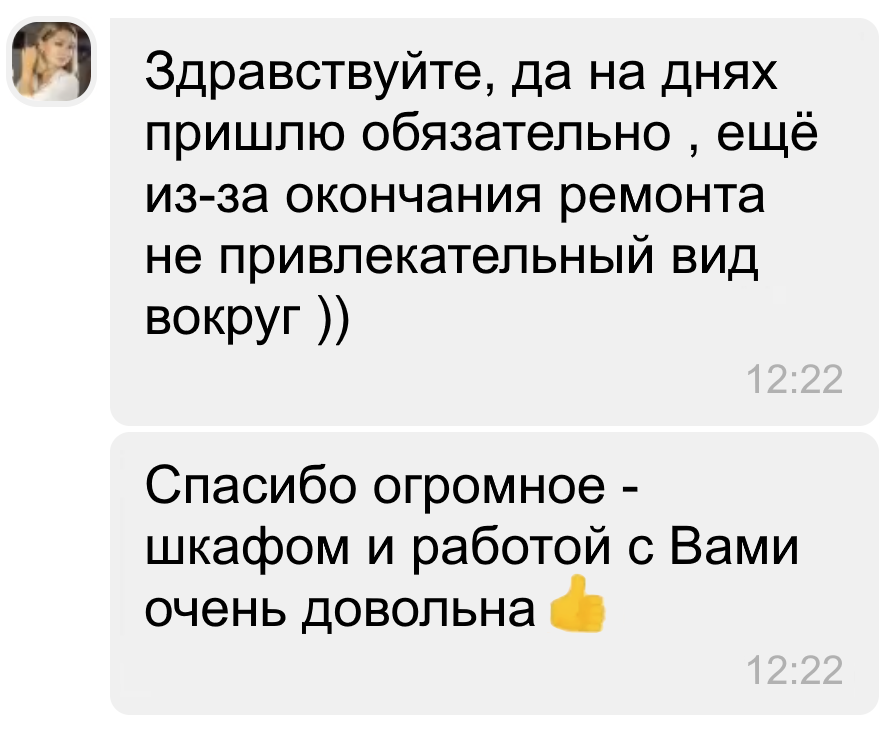 Здравствуйте, да на днях
пришлю обязательно , ещё
из-за окончания ремонта
не привлекательный вид
вокруг ))
12:22
Спасибо огромное -
шкафом и работой с Вами
очень довольна 👍
12:22